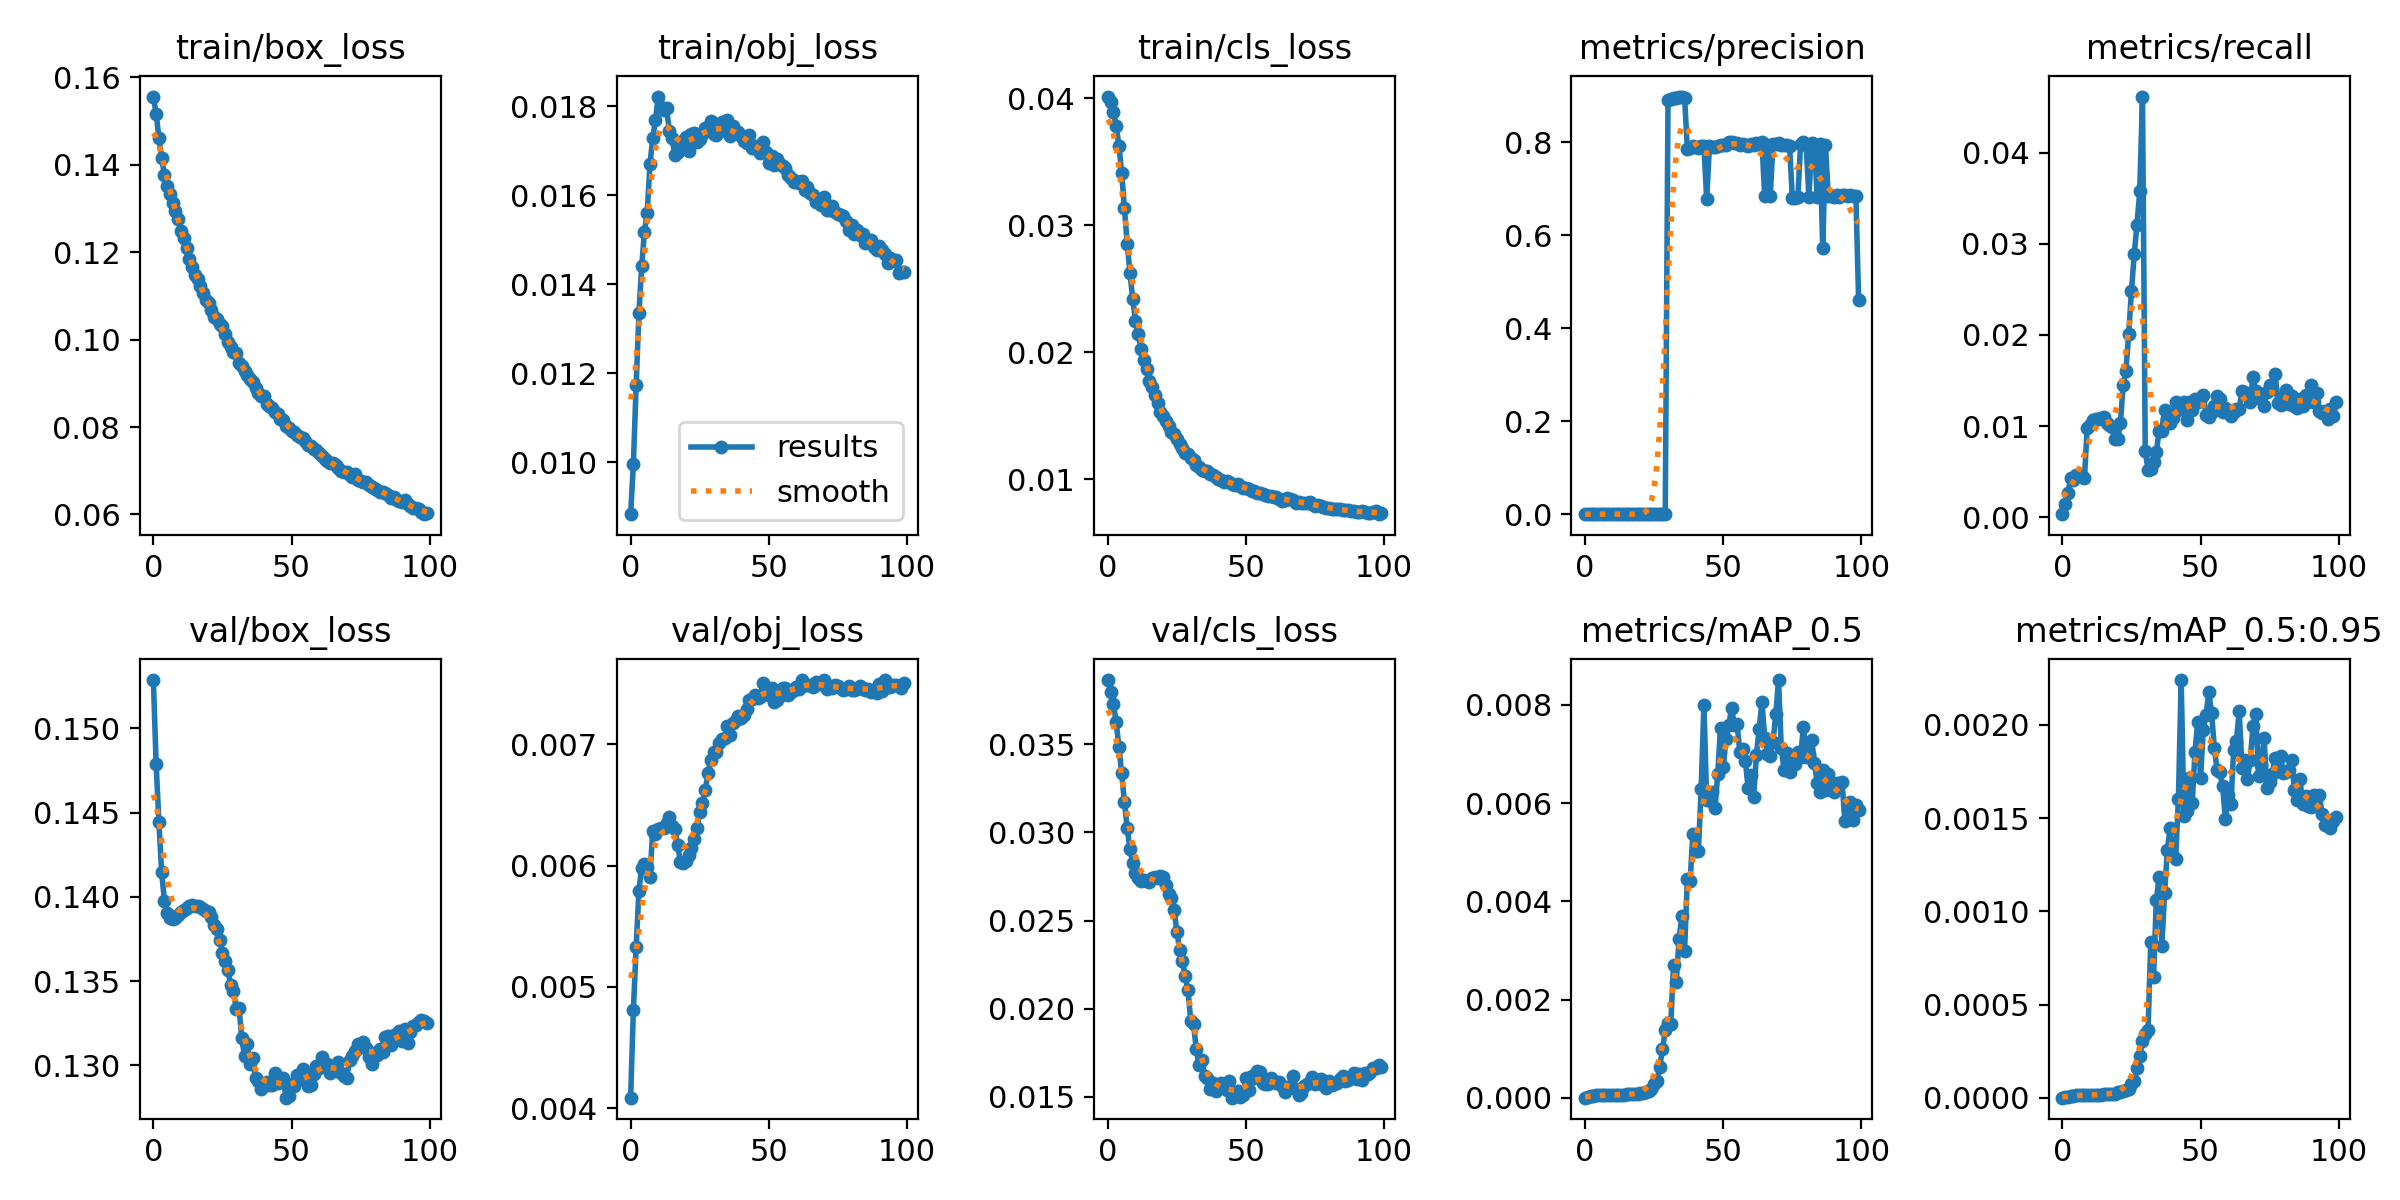 train/box_loss
0.16
0.14
0.12
0.10
0.08
0.06
0 50 100
train/obj_loss
0.018
0.016
0.014
0.012
0.010
results
smooth
0 50 100
train/cls_loss
0.04
0.03
0.02
0.01
0 50 100
metrics/precision
0.8
0.6
0.4
0.2
0.0
0 50 100
metrics/recall
0.04
0.03
0.02
0.01
0.00
0 50 100
val/box_loss
0.150
0.145
0.140
0.135
0.130
0 50 100
val/obj_loss
0.007
0.006
0.005
0.004
0 50 100
val/cls_loss
0.035
0.030
0.025
0.020
0.015
0 50 100
metrics/mAP_0.5
0.008
0.006
0.004
0.002
0.000
0 50 100
metrics/mAP_0.5:0.95
0.0020
0.0015
0.0010
0.0005
0.0000
0 50 100